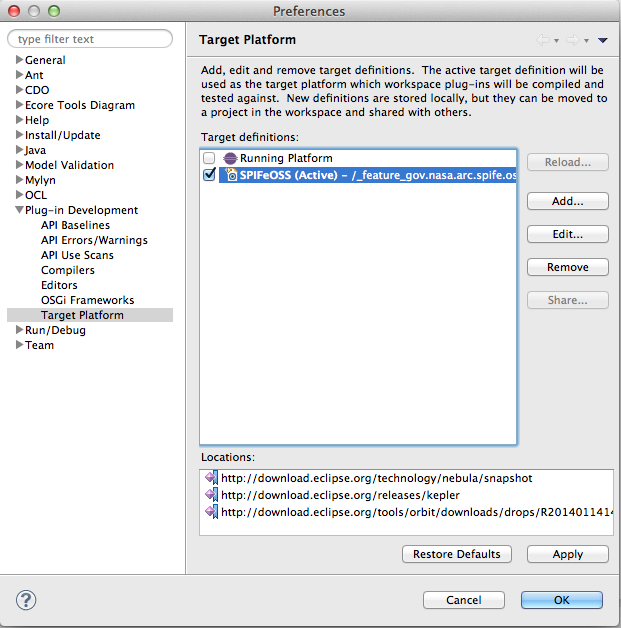 Preferences
type filter text
General
Ant
CDO
Ecore Tools Diagram
Help
Install/Update
Java
Model Validation
Mylyn
OCL
Plug-in Development
API Baselines
API Errors/Warnings
API Use Scans
Compilers
Editors
OSGi Frameworks
Target Platform
Run/Debug
Team
Target Platform
Add, edit and remove target definitions.  The active target definition will be
used as the target platform which workspace plug-ins will be compiled and
tested against.  New definitions are stored locally, but they can be moved to
a project in the workspace and shared with others.
Target definitions:
Running Platform
SPIFeOSS (Active) – /_feature_gov.nasa.arc.spife.os
Reload...
Add...
Edit...
Remove
Share...
Locations:
http://download.eclipse.org/technology/nebula/snapshot
http://download.eclipse.org/releases/kepler
http://download.eclipse.org/tools/orbit/downloads/drops/R2014011414
Restore Defaults
Apply
?
Cancel
OK